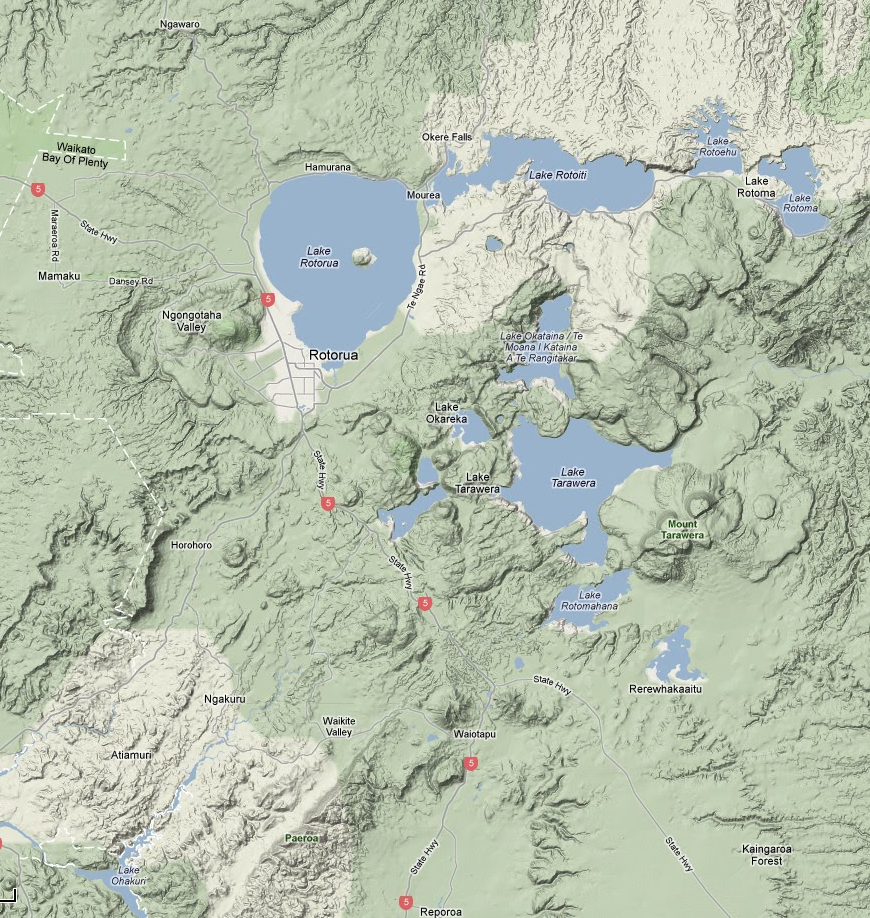 Ngawaro
Okere Falls
Waikato
Bay Of Plenty
Lake
Rotoehu
Hamurana
Lake Rotoiti
5
Mourea
Lake
Rotoma
Lake
Rotoma
Maraeroa Rd
State Hwy
Lake
Rotorua
Mamaku
Dansey Rd
Te Ngae Rd
5
Ngongotaha
Valley
Lake Okataina / Te
Moana I Kataina
A Te Rangitakar
Rotorua
Lake
Okareka
State Hwy
Lake
Tarawera
Lake
Tarawera
5
Mount
Tarawera
Horohoro
State Hwy
5
Lake
Rotomahana
State Hwy
Rerewhakaaitu
Ngakuru
Waikite
Valley
Waiotapu
Atiamuri
5
Paeroa
State Hwy
State Hwy
Kaingaroa
Forest
Lake
Ohakuri
5
Reporoa